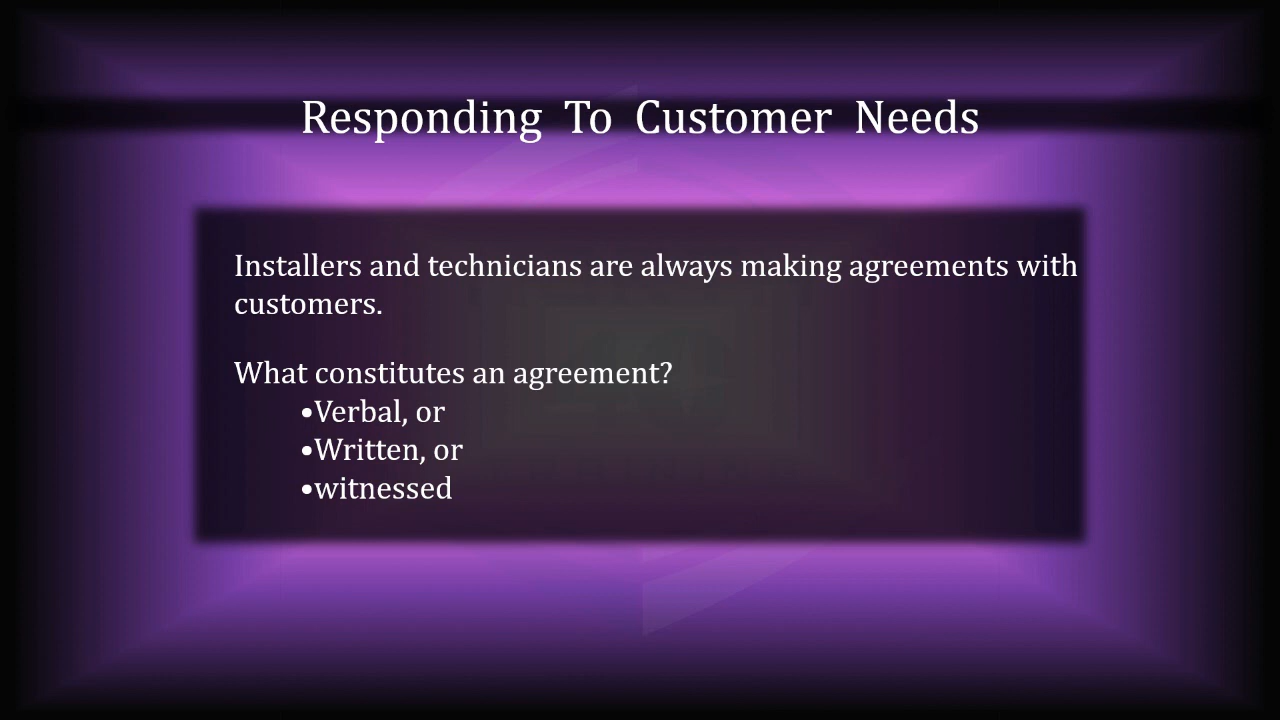 Responding To Customer Needs
Installers and technicians are always making agreements with
customers.
What constitutes an agreement?
•Verbal, or
•Written, or
•witnessed